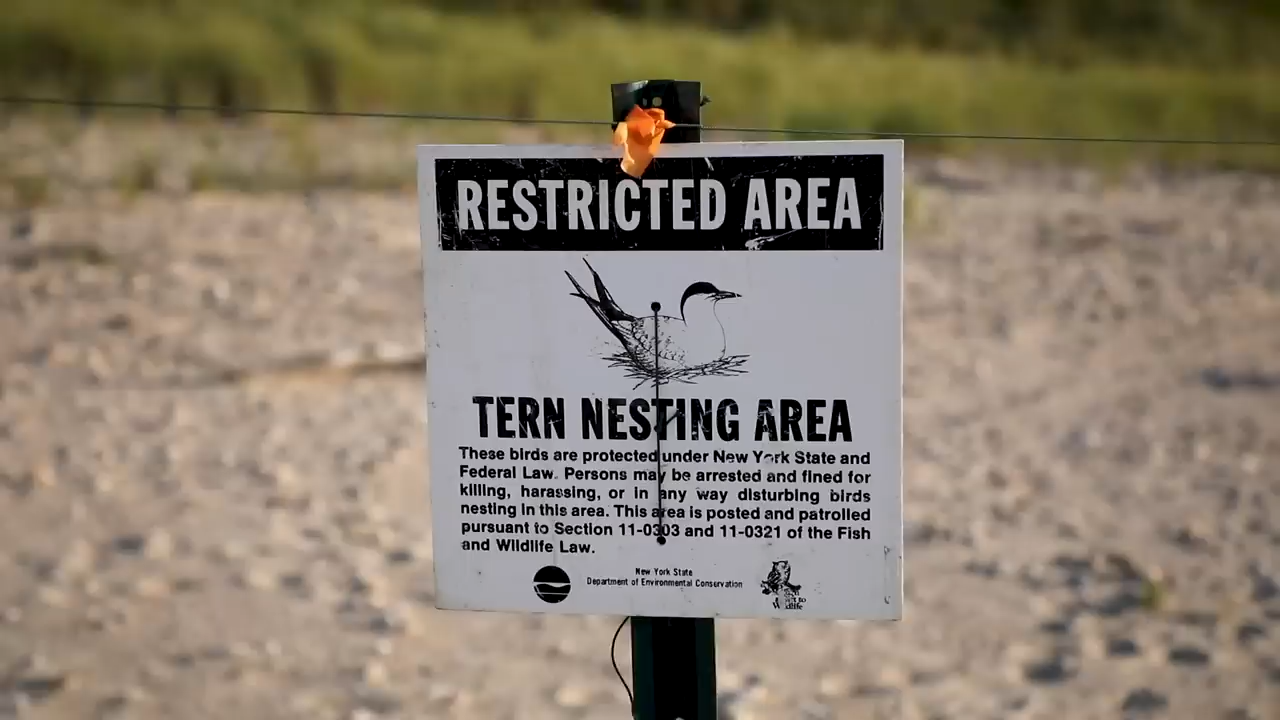 RESTRICTED AREA
TERN NESTING AREA
These birds are protected under New York State and
Federal Law. Persons may be arrested and fined for
killing, harassing, or in any way disturbing birds
nesting in this area. This area is posted and patrolled
pursuant to Section 11-0303 and 11-0321 of the Fish
and Wildlife Law.
New York State
Department of Environmental Conservation